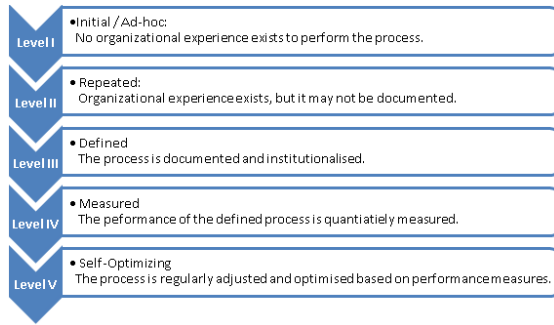 Level I
•Initial / Ad-hoc:
No organizational experience exists to perform the process.
Level II
• Repeated:
Organizational experience exists, but it may not be documented.
Level III
• Defined
The process is documented and institutionalised.
Level IV
• Measured
The peformance of the defined process is quantiatiely measured.
Level V
• Self-Optimizing
The process is regularly adjusted and optimised based on performance measures.